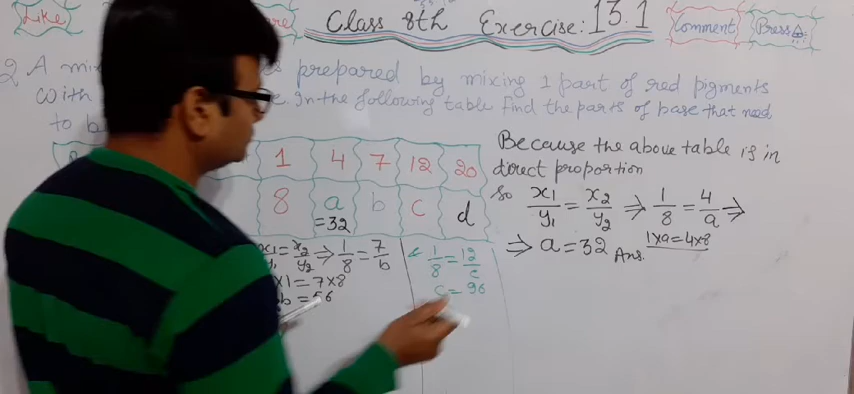 Like
Class 8th Exercise: 13.1
Comment
Press
2. A prepared by mixing 1 part of red pigments
with In the following table find the parts of base that need
to b
1 4 7 12 20
8 a b c d
=32
Because the above table is in
direct proportion
So x₁/y₁ = x₂/y₂ ⇒ 1/8 = 4/a ⇒
1×a=4×8
⇒ a=32 Ans.
x₁/y₁ = x₂/y₂ ⇒ 1/8 = 7/b
×1=7×8
b=56
1/8 = 12/c
c=96